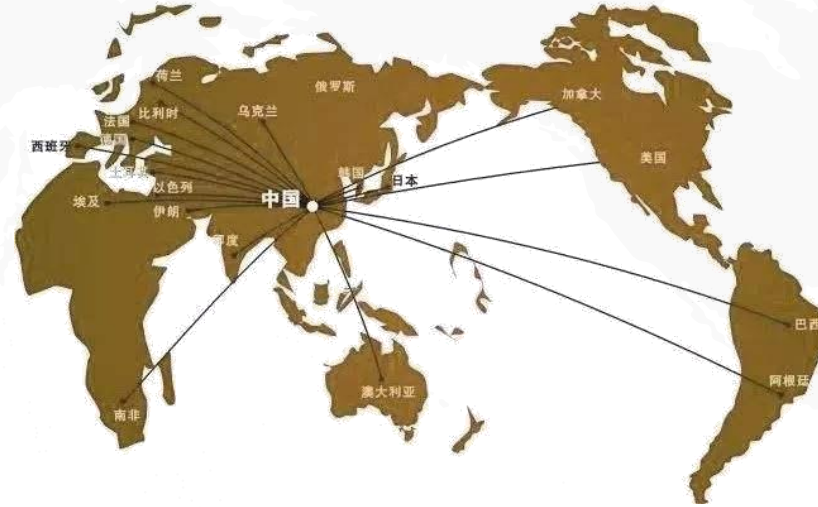 荷兰
俄罗斯
加拿大
比利时
乌克兰
法国
德国
西班牙
美国
土耳其
韩国
日本
以色列
中国
埃及
伊朗
印度
巴西
阿根廷
澳大利亚
南非